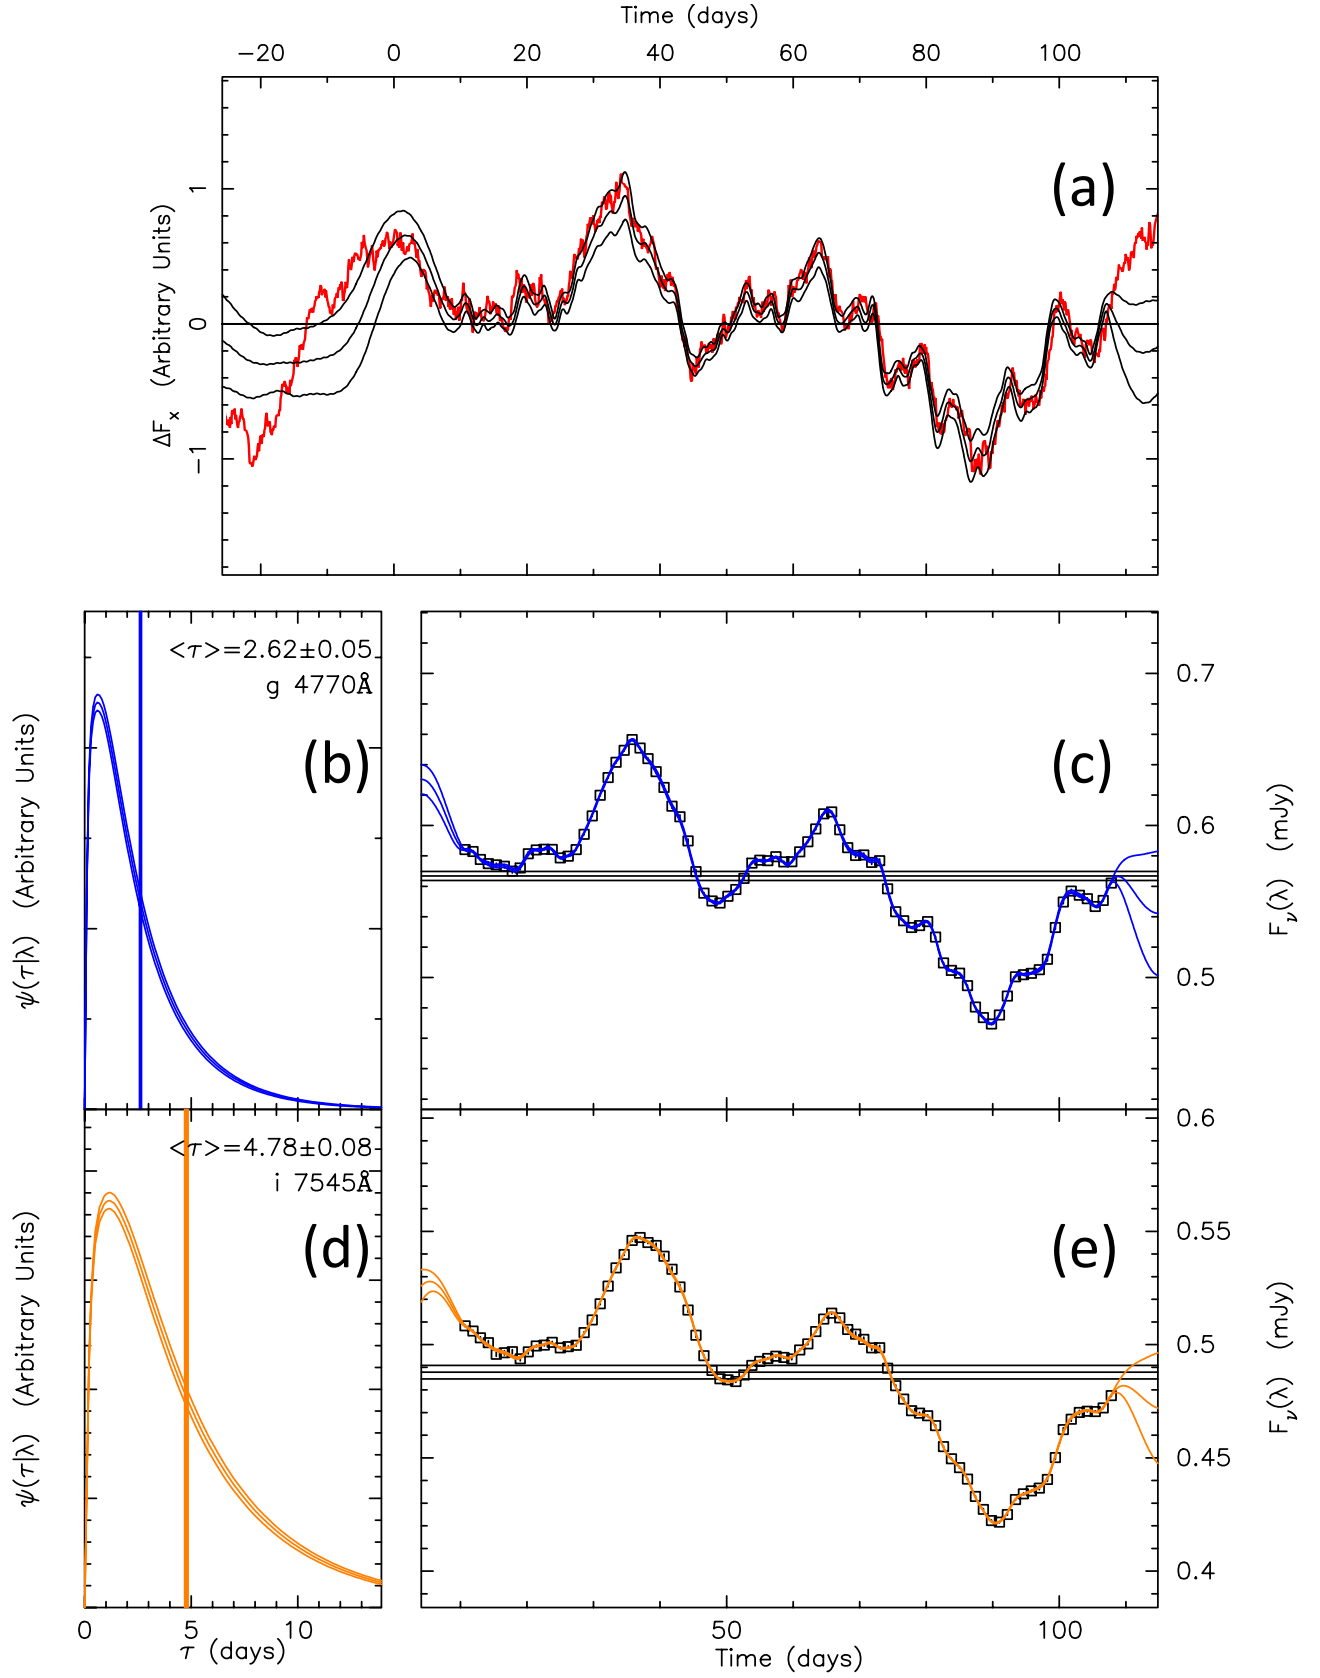 Time (days)
−20 0 20 40 60 80 100
(a)
1
0
−1
ΔFₓ (Arbitrary Units)
<τ>=2.62±0.05
g 4770Å
(b)
ψ(τ|λ) (Arbitrary Units)
(c)
0.7
0.6
0.5
F_ν(λ) (mJy)
<τ>=4.78±0.08
i 7545Å
(d)
ψ(τ|λ) (Arbitrary Units)
0 5 10
τ (days)
(e)
0.6
0.55
0.5
0.45
0.4
F_ν(λ) (mJy)
50 100
Time (days)